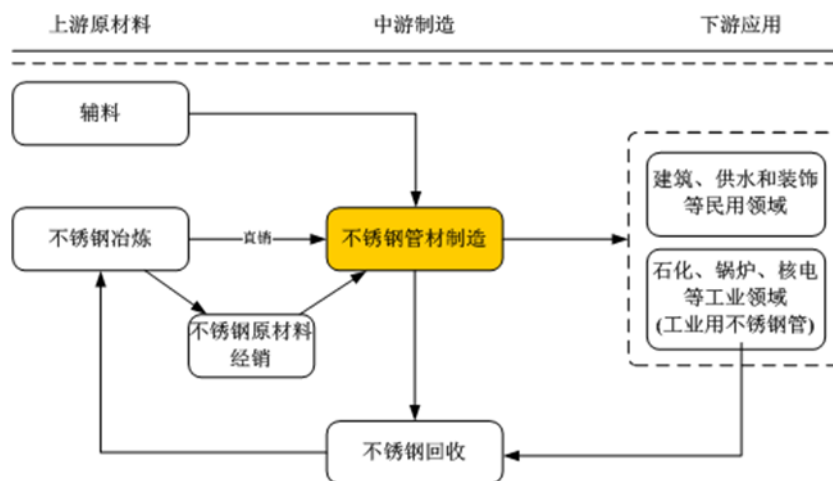 上游原材料
中游制造
下游应用
辅料
建筑、供水和装饰
等民用领域
不锈钢冶炼
直销
不锈钢管材制造
石化、锅炉、核电
等工业领域
(工业用不锈钢管)
不锈钢原材料
经销
不锈钢回收